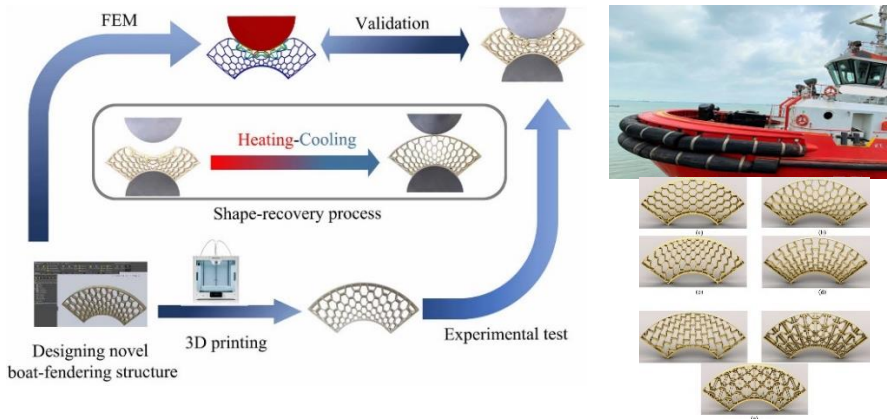 FEM
Validation
Heating-Cooling
Shape-recovery process
3D printing
Experimental test
Designing novel
boat-fendering structure
(b)
(d)